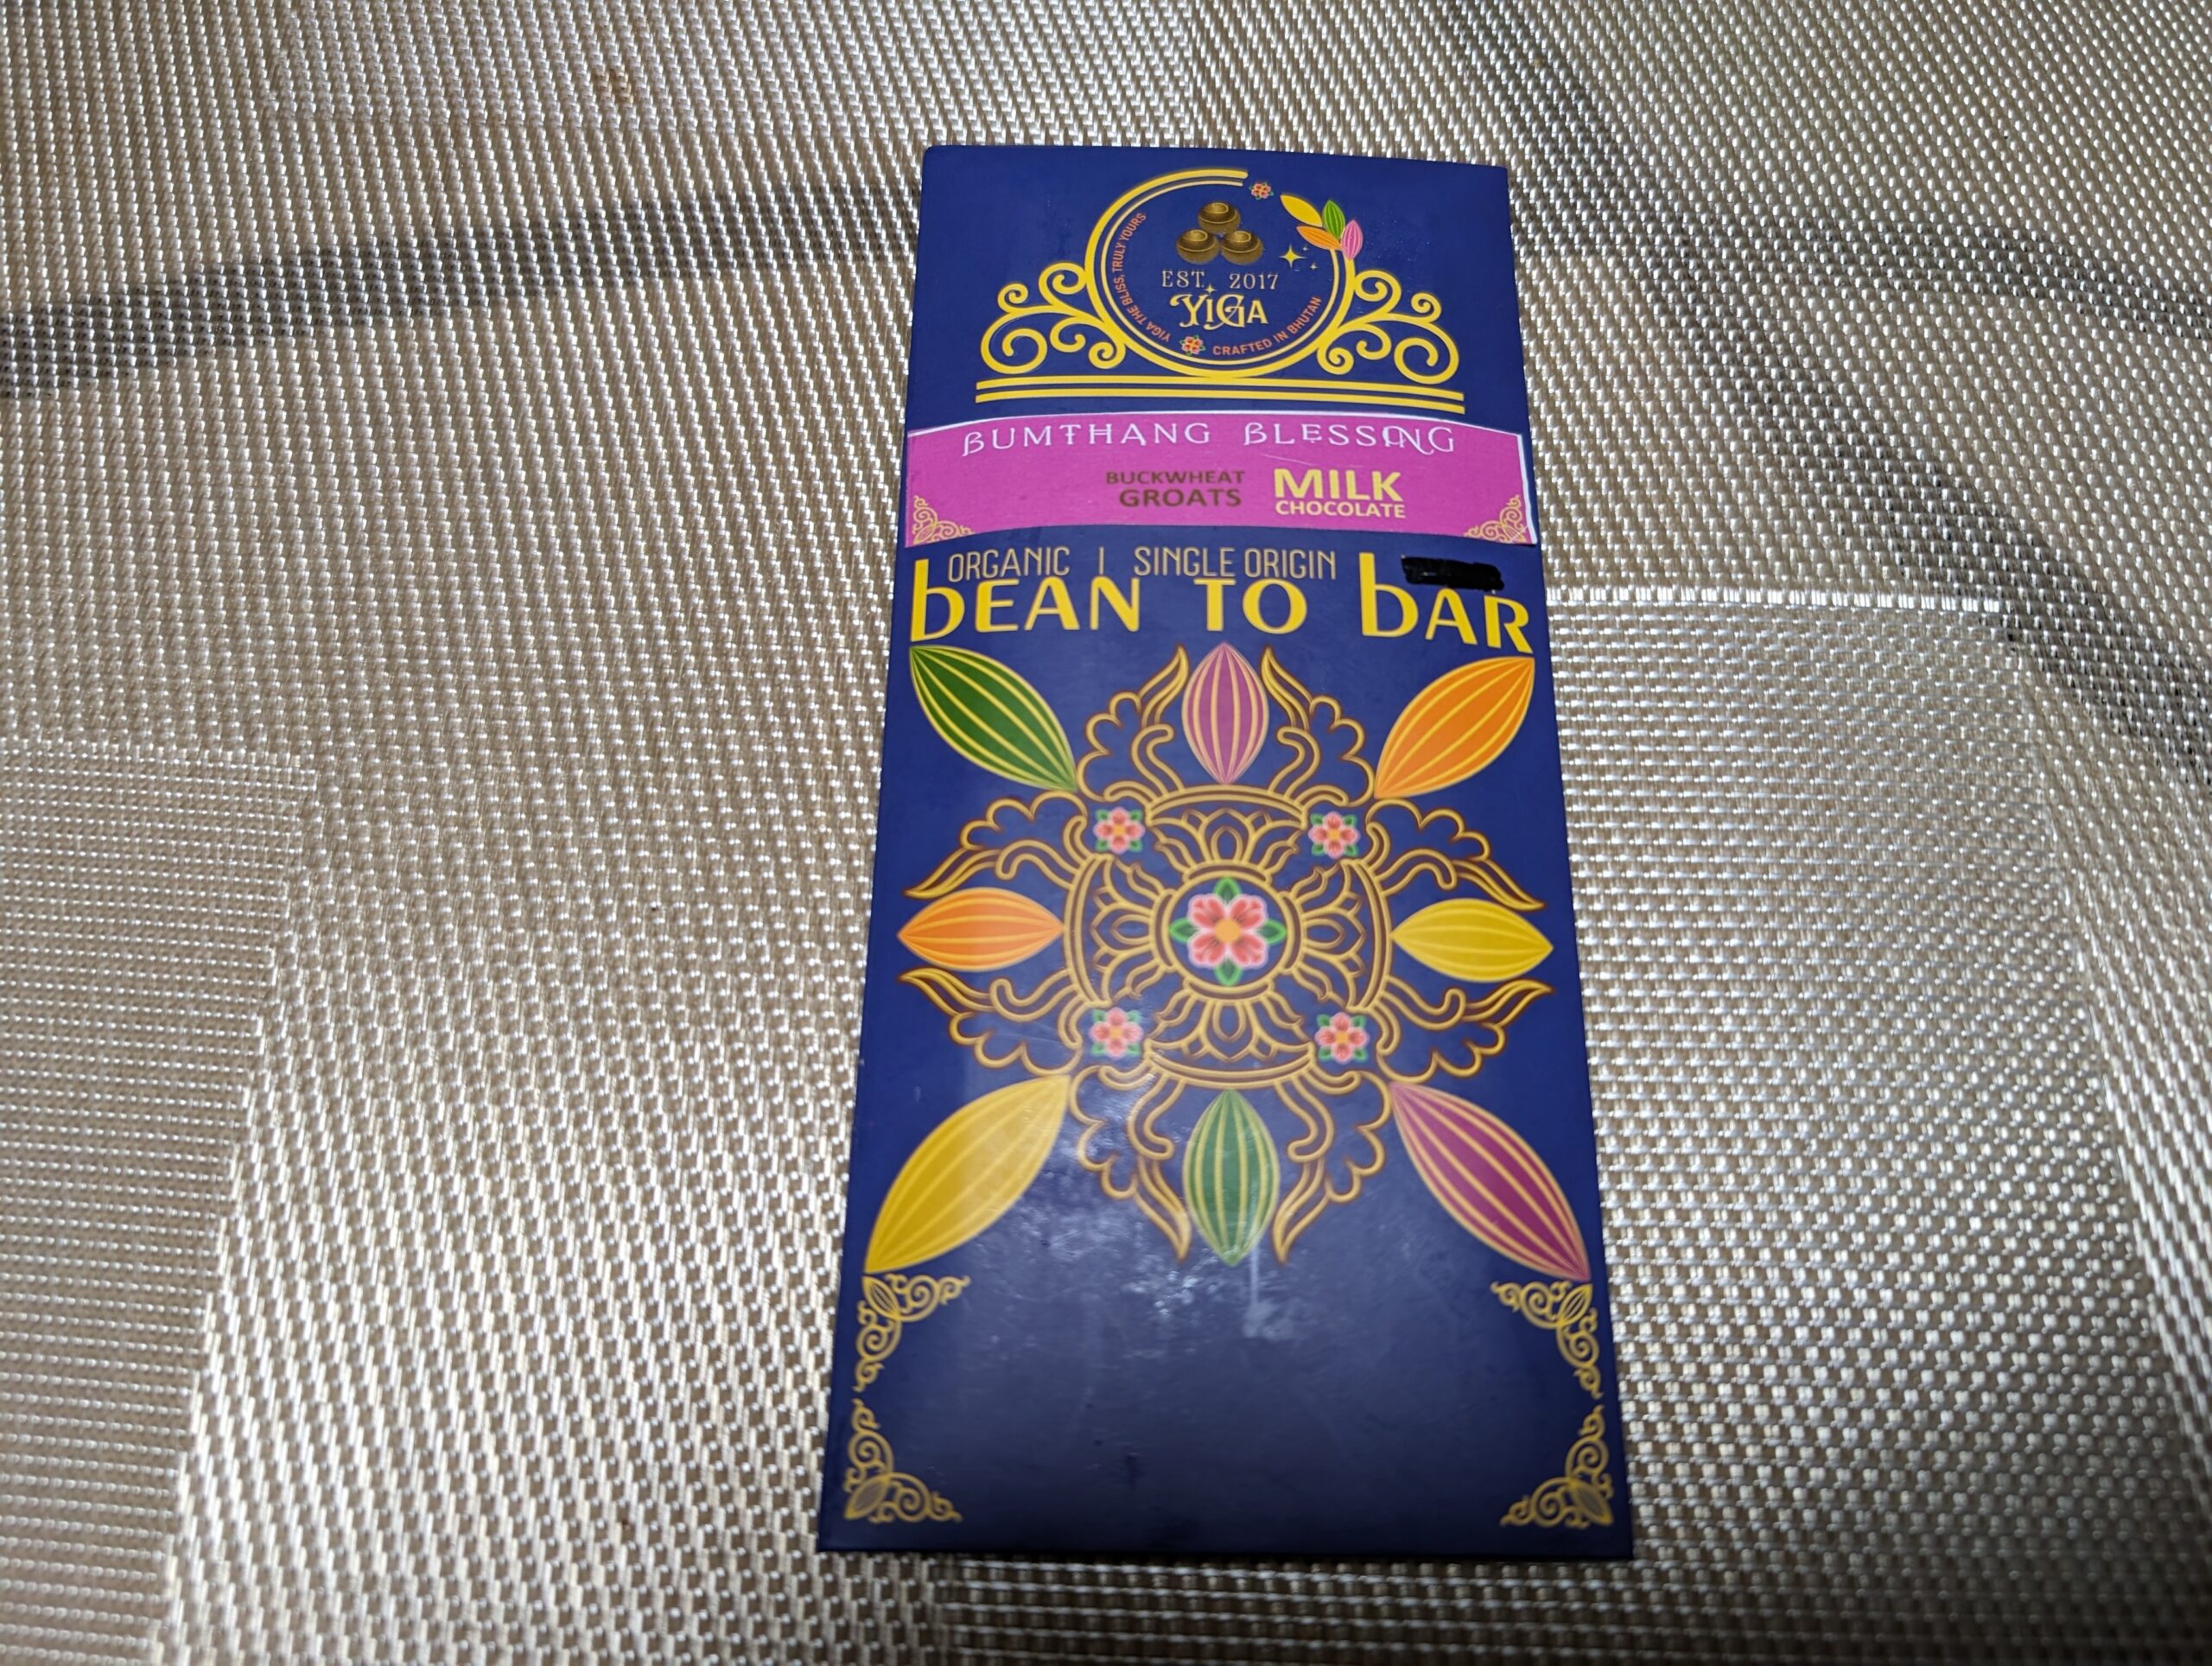 EST. 2017
YIGA
YIGA THE BLISS, TRULY YOURS
CRAFTED IN BHUTAN
BUMTHANG BLESSING
BUCKWHEAT GROATS
MILK CHOCOLATE
ORGANIC | SINGLE ORIGIN
bEAN TO bAR